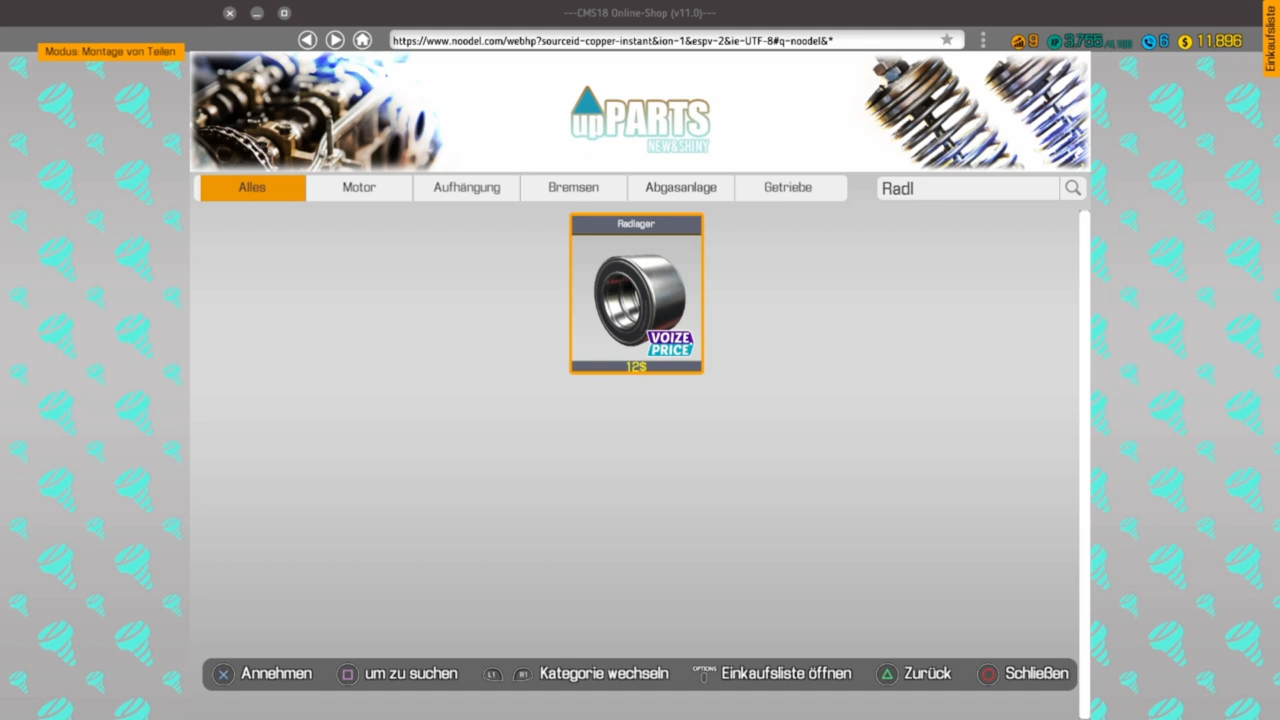 ---CMS18 Online-Shop (v11.0)---
Einkaufsliste
https://www.noodel.com/webhp?sourceid-copper-instant&ion-1&espv-2&ie-UTF-8#q-noodel&*
9
6
11,896
Modus: Montage von Teilen
upPARTS
NEW&SHINY
Alles
Motor
Aufhängung
Bremsen
Abgasanlage
Getriebe
Radl
Radlager
VOIZE
PRICE
12$
Annehmen
um zu suchen
L1
R1
Kategorie wechseln
OPTIONS
Einkaufsliste öffnen
Zurück
Schließen